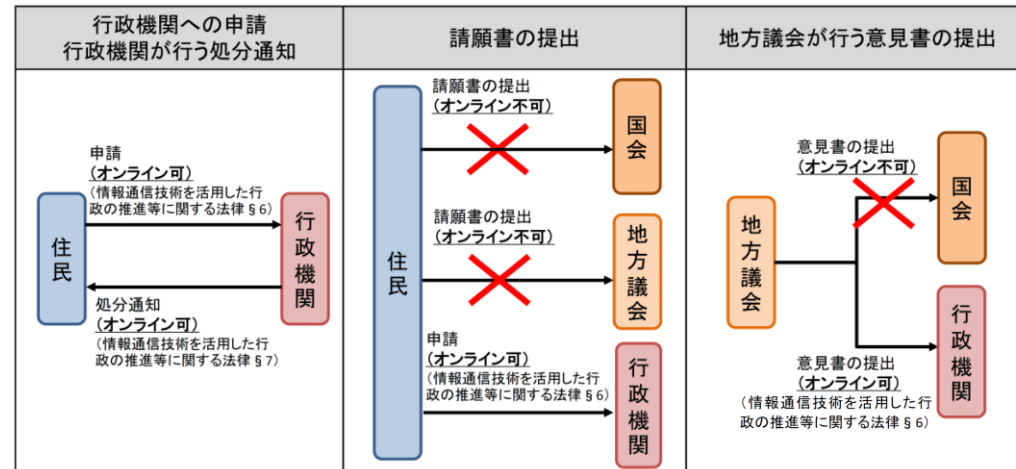 行政機関への申請
行政機関が行う処分通知
請願書の提出
地方議会が行う意見書の提出
申請
(オンライン可)
(情報通信技術を活用した行
政の推進等に関する法律§6)
住民
行政機関
処分通知
(オンライン可)
(情報通信技術を活用した行
政の推進等に関する法律§7)
請願書の提出
(オンライン不可)
国会
請願書の提出
(オンライン不可)
住民
地方議会
申請
(オンライン可)
(情報通信技術を活用した行
政の推進等に関する法律§6)
行政機関
意見書の提出
(オンライン不可)
国会
地方議会
行政機関
意見書の提出
(オンライン可)
(情報通信技術を活用した行
政の推進等に関する法律§6)